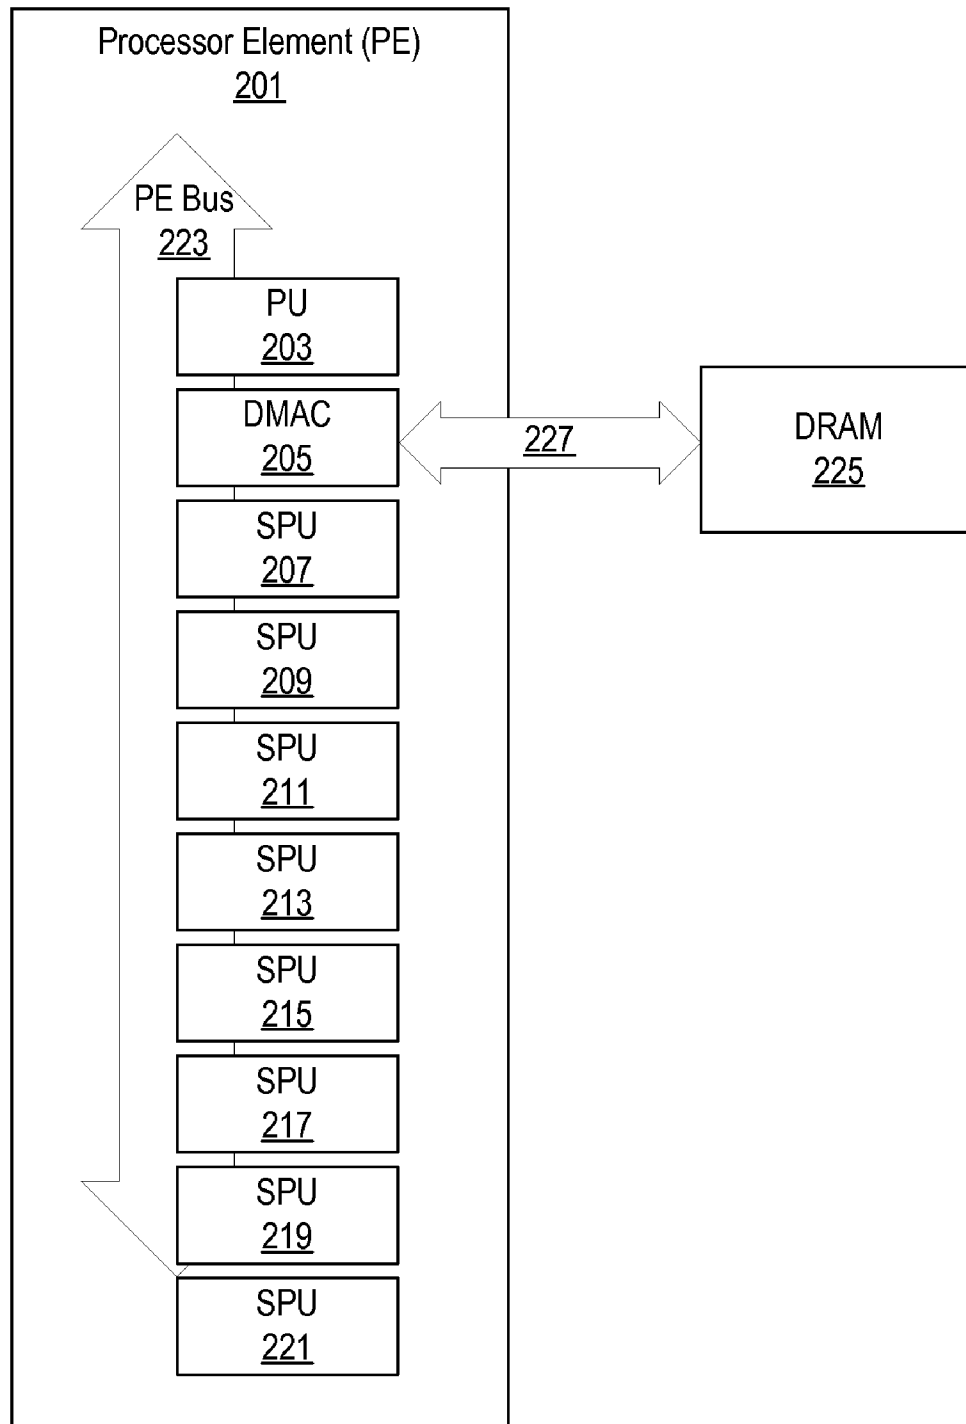 Processor Element (PE)
201
PE Bus
223
PU
203
DMAC
205
227
DRAM
225
SPU
207
SPU
209
SPU
211
SPU
213
SPU
215
SPU
217
SPU
219
SPU
221